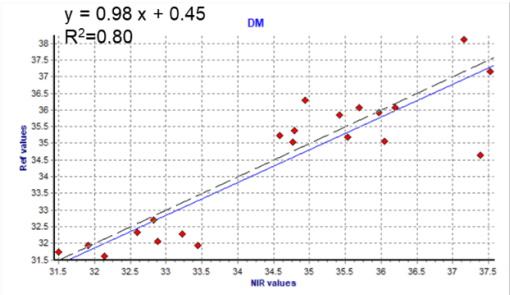 y = 0.98 x + 0.45
R²=0.80
DM
38
37.5
37
36.5
36
35.5
35
34.5
34
33.5
33
32.5
32
31.5
Ref values
31.5 32 32.5 33 33.5 34 34.5 35 35.5 36 36.5 37 37.5
NIR values